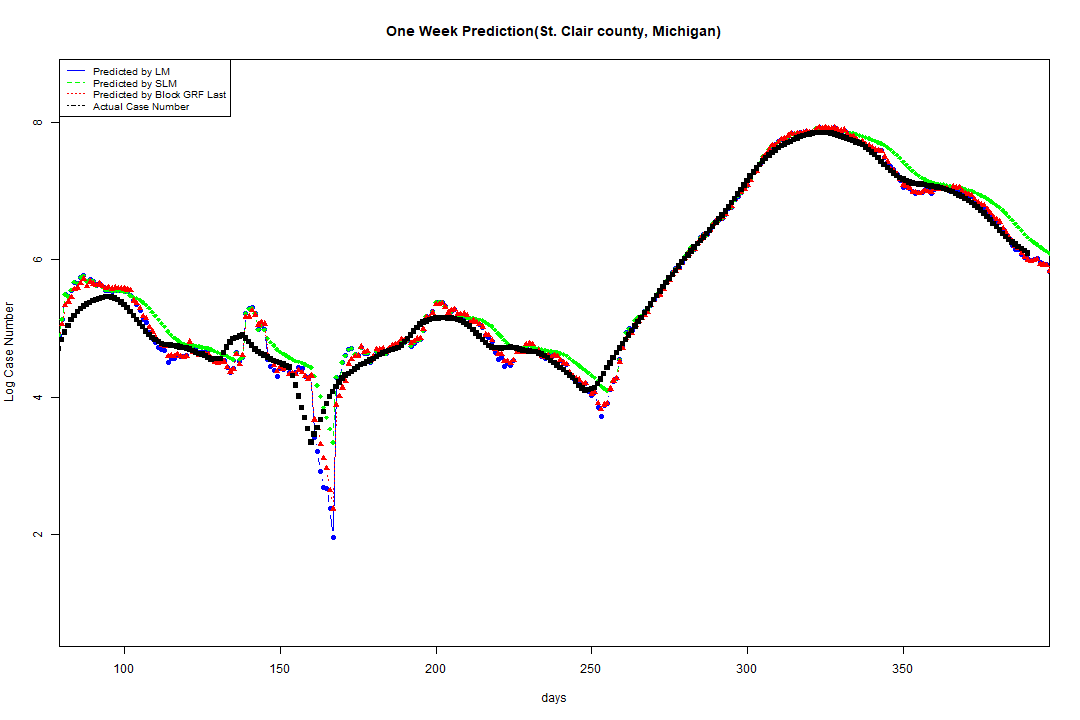 One Week Prediction(St. Clair county, Michigan)
Predicted by LM
Predicted by SLM
Predicted by Block GRF Last
Actual Case Number
8
6
4
2
Log Case Number
100 150 200 250 300 350
days